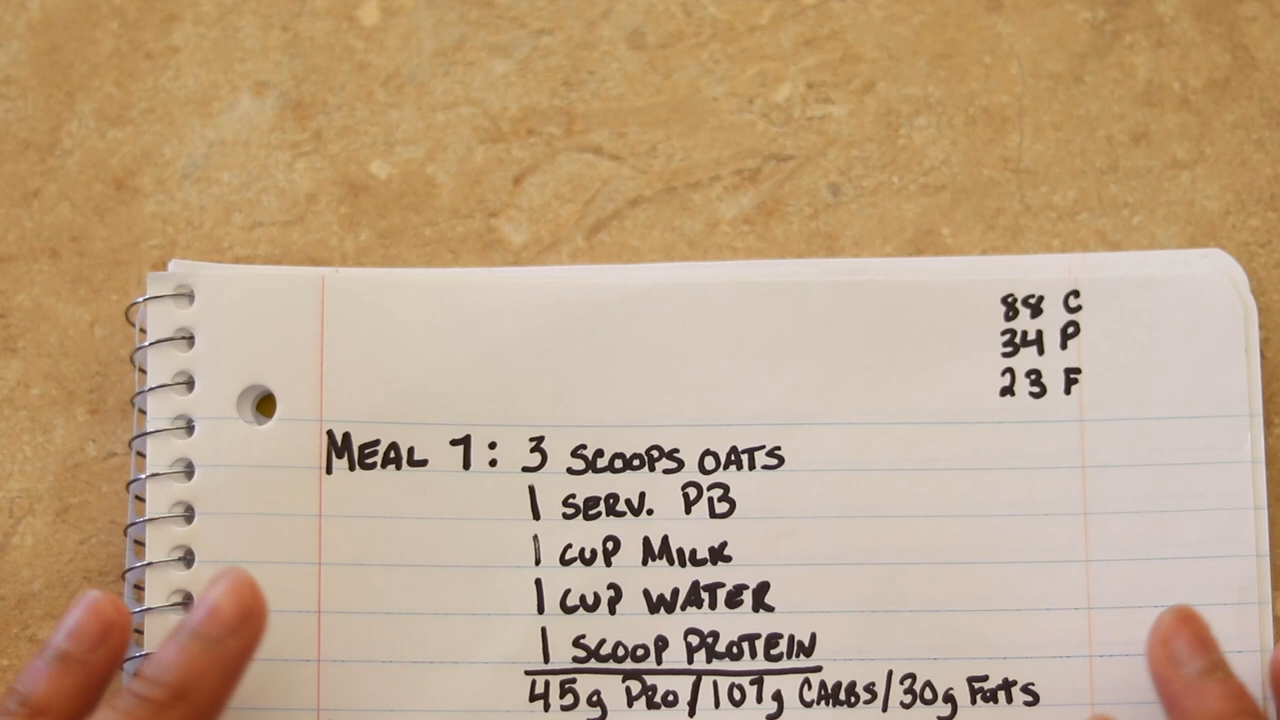 88 C
34 P
23 F
MEAL 1: 3 SCOOPS OATS
1 SERV. PB
1 CUP MILK
1 CUP WATER
1 SCOOP PROTEIN
45g PRO/107g CARBS/30g Fats